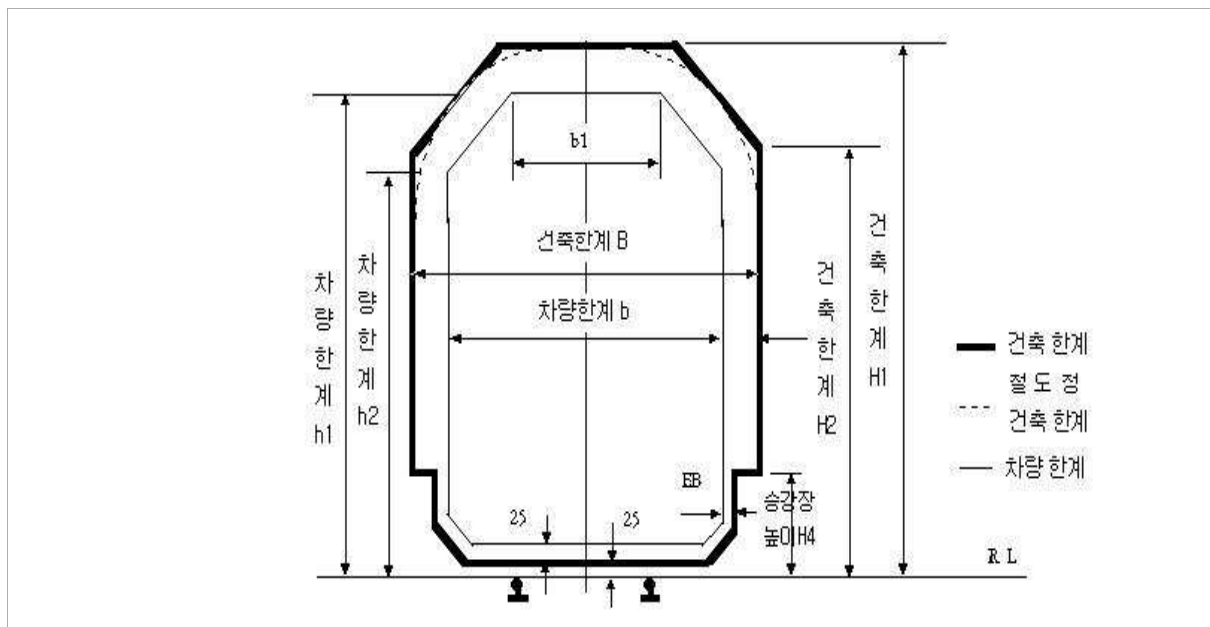 b1
건축한계 B
차량한계 b
차량한계 h1
차량한계 h2
건축한계 H2
건축한계 H1
건축 한계
절 도 정
건축 한계
차량 한계
EB
승강장
높이H4
25
25
R L